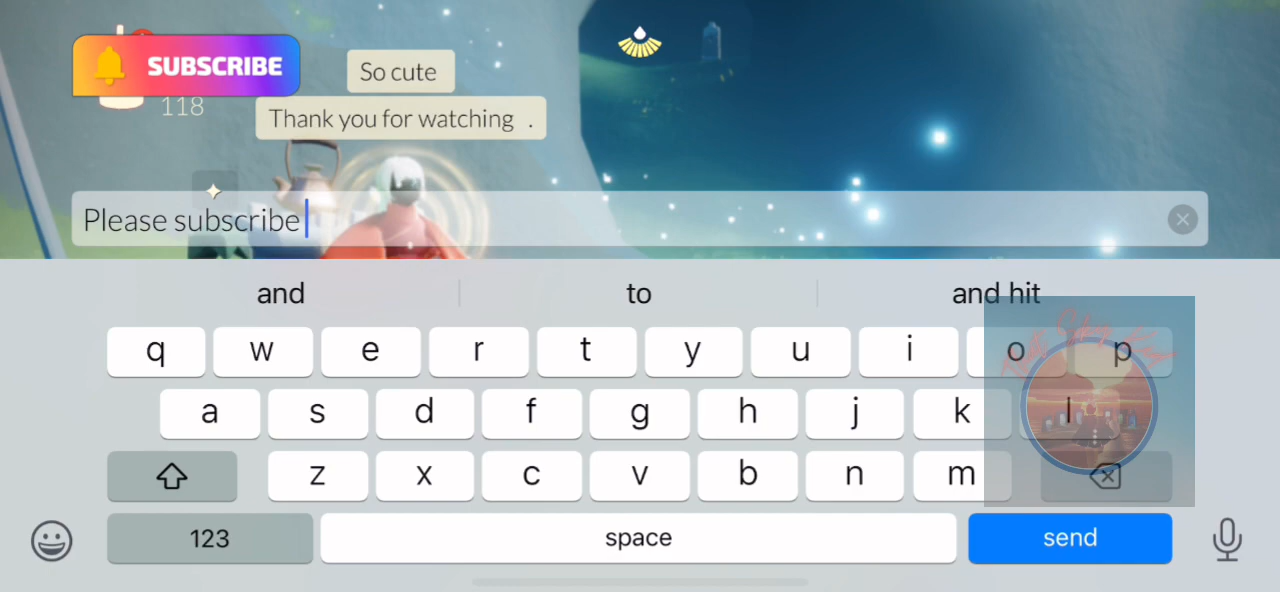 SUBSCRIBE
118
So cute
Thank you for watching .
Please subscribe
and to and hit
q w e r t y u i o p
a s d f g h j k l
z x c v b n m
123 space send